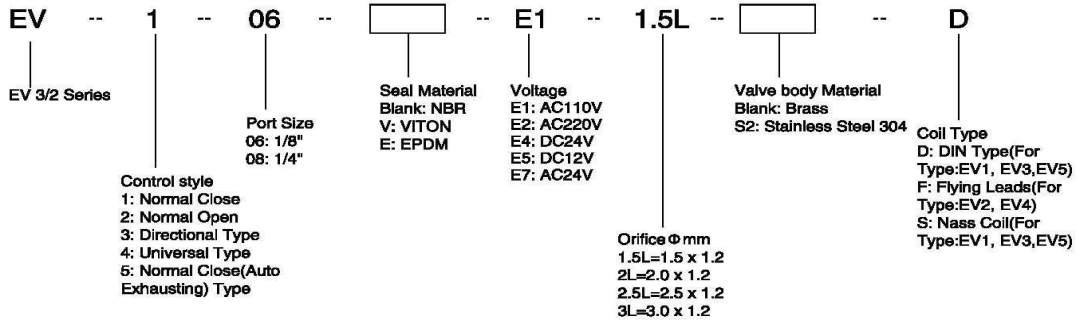 EV -- 1 -- 06 -- -- E1 -- 1.5L -- -- D
EV 3/2 Series
Control style
1: Normal Close
2: Normal Open
3: Directional Type
4: Universal Type
5: Normal Close(Auto
Exhausting) Type
Port Size
06: 1/8"
08: 1/4"
Seal Material
Blank: NBR
V: VITON
E: EPDM
Voltage
E1: AC110V
E2: AC220V
E4: DC24V
E5: DC12V
E7: AC24V
Orifice Φ mm
1.5L=1.5 x 1.2
2L=2.0 x 1.2
2.5L=2.5 x 1.2
3L=3.0 x 1.2
Valve body Material
Blank: Brass
S2: Stainless Steel 304
Coil Type
D: DIN Type(For
Type:EV1, EV3,EV5)
F: Flying Leads(For
Type:EV2, EV4)
S: Nass Coil(For
Type:EV1, EV3,EV5)